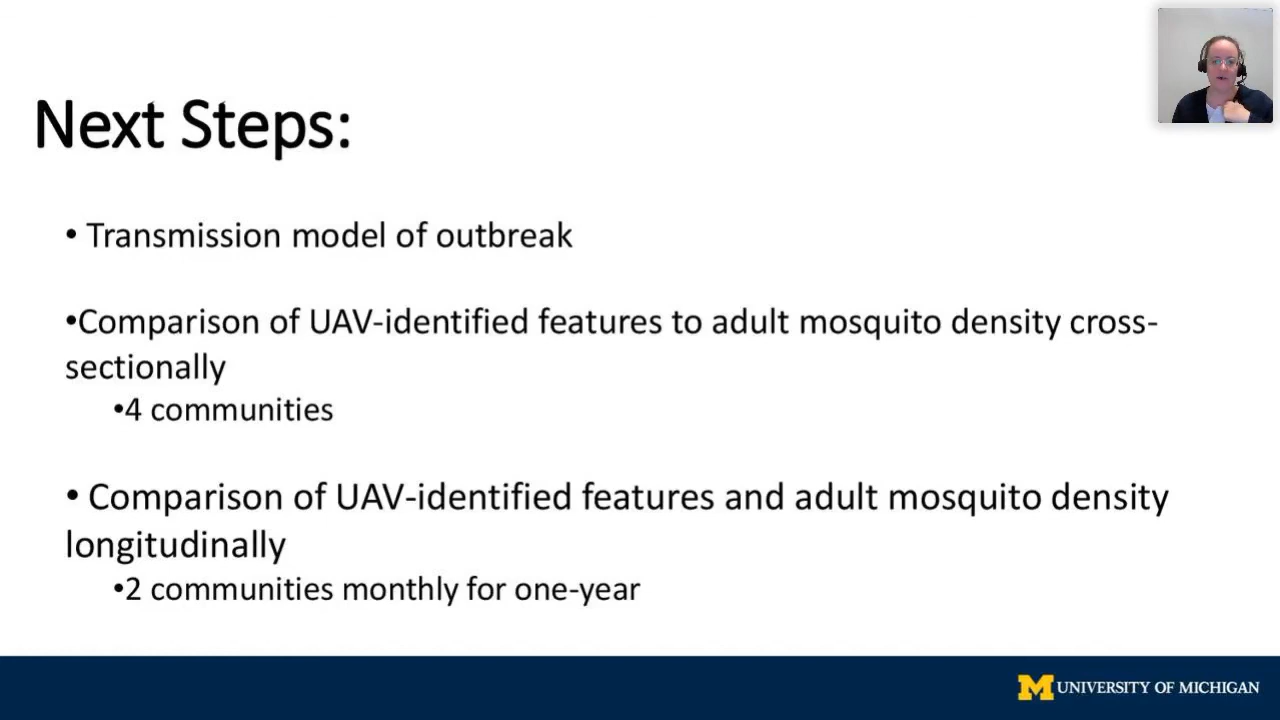 Next Steps:
• Transmission model of outbreak
•Comparison of UAV-identified features to adult mosquito density cross-
sectionally
•4 communities
• Comparison of UAV-identified features and adult mosquito density
longitudinally
•2 communities monthly for one-year
M UNIVERSITY OF MICHIGAN